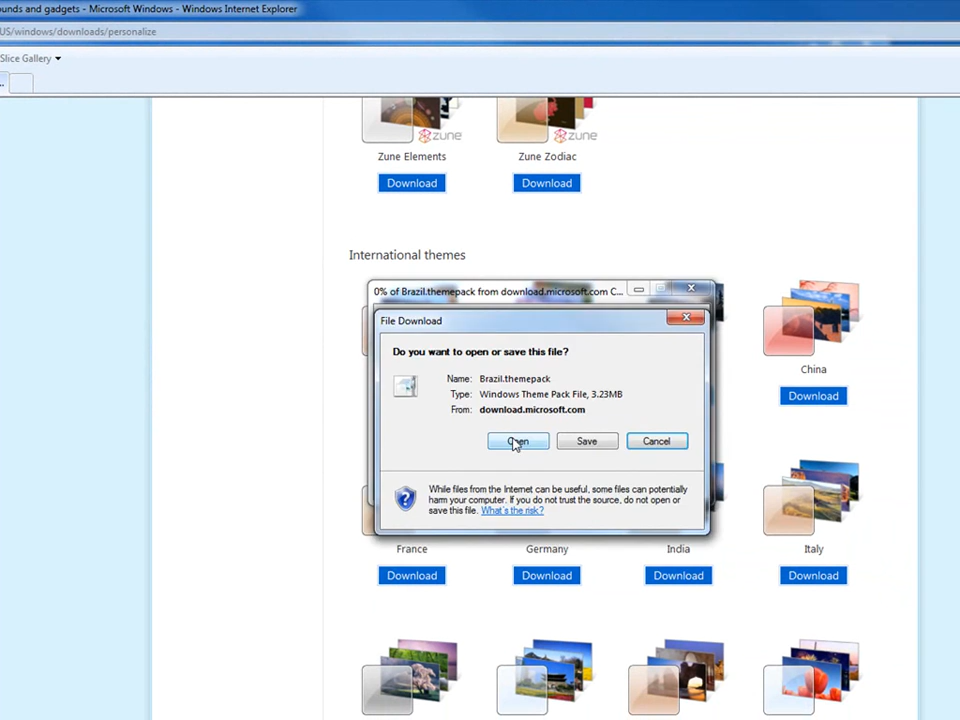 ounds and gadgets - Microsoft Windows - Windows Internet Explorer
US/windows/downloads/personalize
Slice Gallery
zune
zune
Zune Elements
Zune Zodiac
Download
Download
International themes
0% of Brazil.themepack from download.microsoft.com C...
File Download
Do you want to open or save this file?
Name: Brazil.themepack
Type: Windows Theme Pack File, 3.23MB
From: download.microsoft.com
Open
Save
Cancel
While files from the Internet can be useful, some files can potentially
harm your computer. If you do not trust the source, do not open or
save this file. What's the risk?
China
Download
France
Germany
India
Italy
Download
Download
Download
Download